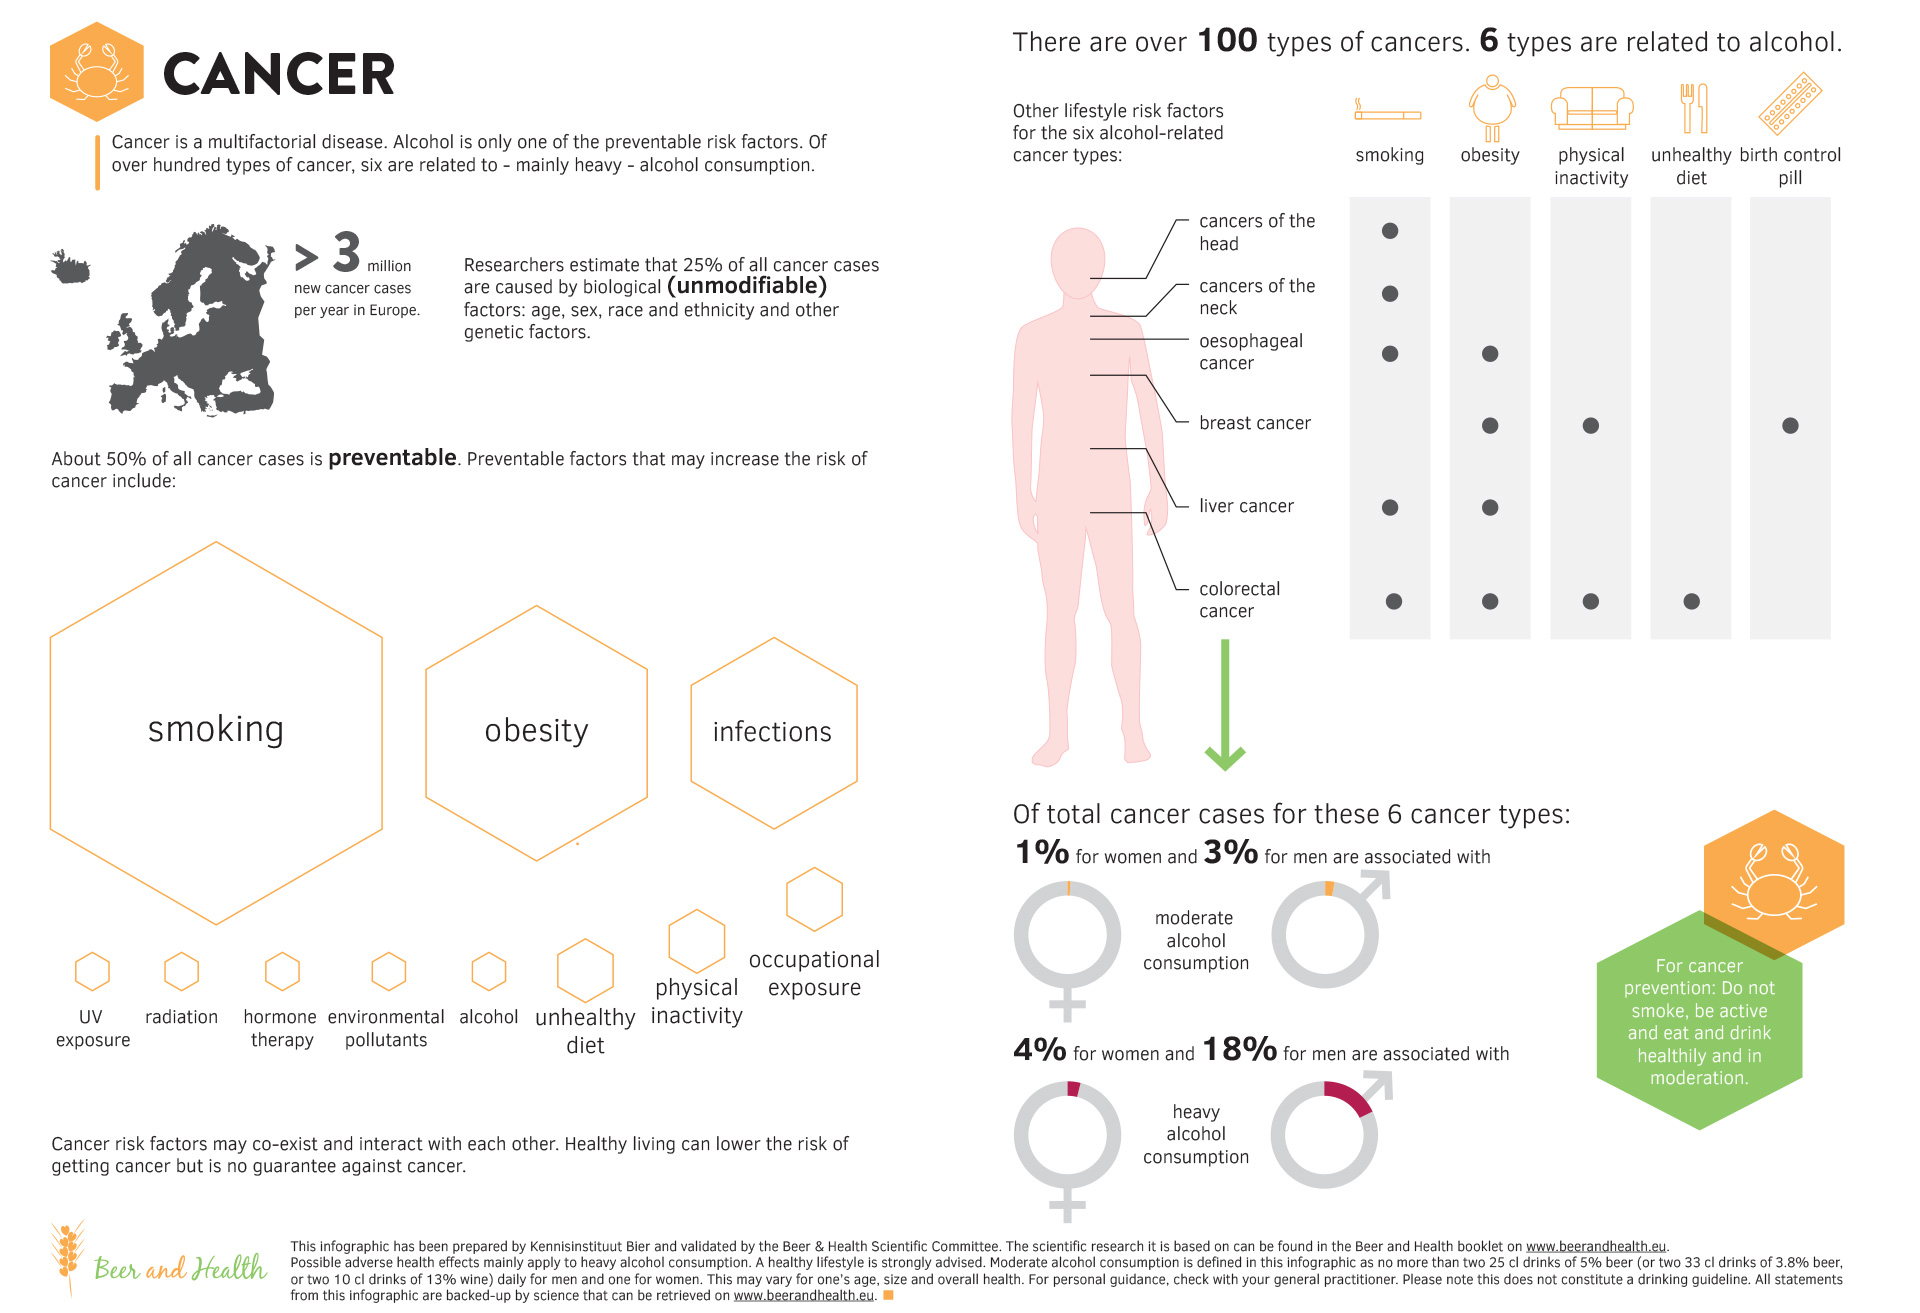 CANCER
Cancer is a multifactorial disease. Alcohol is only one of the preventable risk factors. Of
over hundred types of cancer, six are related to - mainly heavy - alcohol consumption.
> 3 million
new cancer cases
per year in Europe.
Researchers estimate that 25% of all cancer cases
are caused by biological (unmodifiable)
factors: age, sex, race and ethnicity and other
genetic factors.
About 50% of all cancer cases is preventable. Preventable factors that may increase the risk of
cancer include:
smoking
obesity
infections
UV
exposure
radiation
hormone
therapy
environmental
pollutants
alcohol
unhealthy
diet
physical
inactivity
occupational
exposure
Cancer risk factors may co-exist and interact with each other. Healthy living can lower the risk of
getting cancer but is no guarantee against cancer.
There are over 100 types of cancers. 6 types are related to alcohol.
Other lifestyle risk factors
for the six alcohol-related
cancer types:
smoking
obesity
physical
inactivity
unhealthy
diet
birth control
pill
cancers of the
head
cancers of the
neck
oesophageal
cancer
breast cancer
liver cancer
colorectal
cancer
Of total cancer cases for these 6 cancer types:
1% for women and 3% for men are associated with
moderate
alcohol
consumption
4% for women and 18% for men are associated with
heavy
alcohol
consumption
For cancer
prevention: Do not
smoke, be active
and eat and drink
healthily and in
moderation.
Beer and Health
This infographic has been prepared by Kennisinstituut Bier and validated by the Beer & Health Scientific Committee. The scientific research it is based on can be found in the Beer and Health booklet on www.beerandhealth.eu.
Possible adverse health effects mainly apply to heavy alcohol consumption. A healthy lifestyle is strongly advised. Moderate alcohol consumption is defined in this infographic as no more than two 25 cl drinks of 5% beer (or two 33 cl drinks of 3.8% beer,
or two 10 cl drinks of 13% wine) daily for men and one for women. This may vary for one's age, size and overall health. For personal guidance, check with your general practitioner. Please note this does not constitute a drinking guideline. All statements
from this infographic are backed-up by science that can be retrieved on www.beerandhealth.eu.